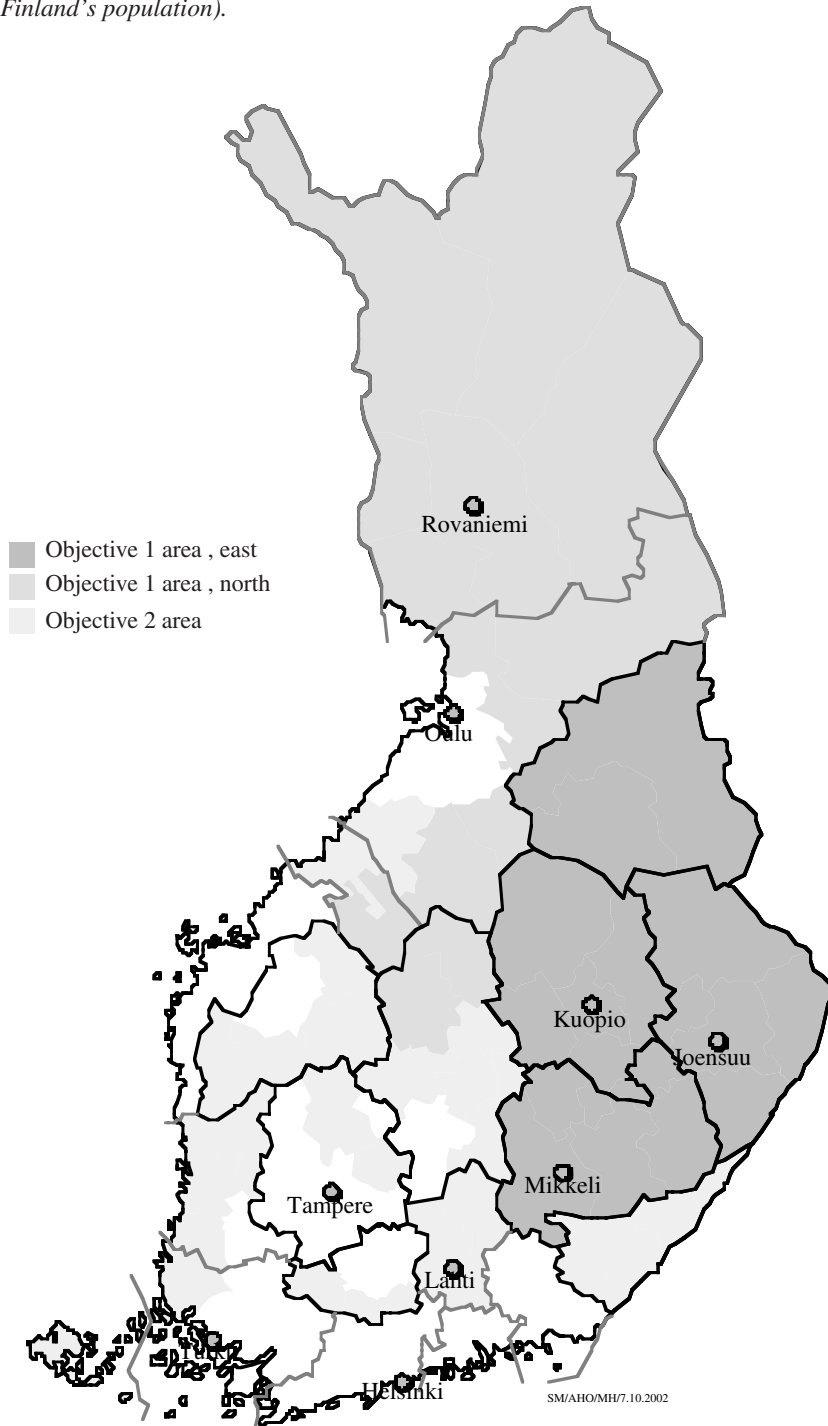 Finland's population).
Rovaniemi
Objective 1 area , east
Objective 1 area , north
Objective 2 area
Oulu
Kuopio
Joensuu
Mikkeli
Tampere
Lahti
Turku
Helsinki
SM/AHO/MH/7.10.2002